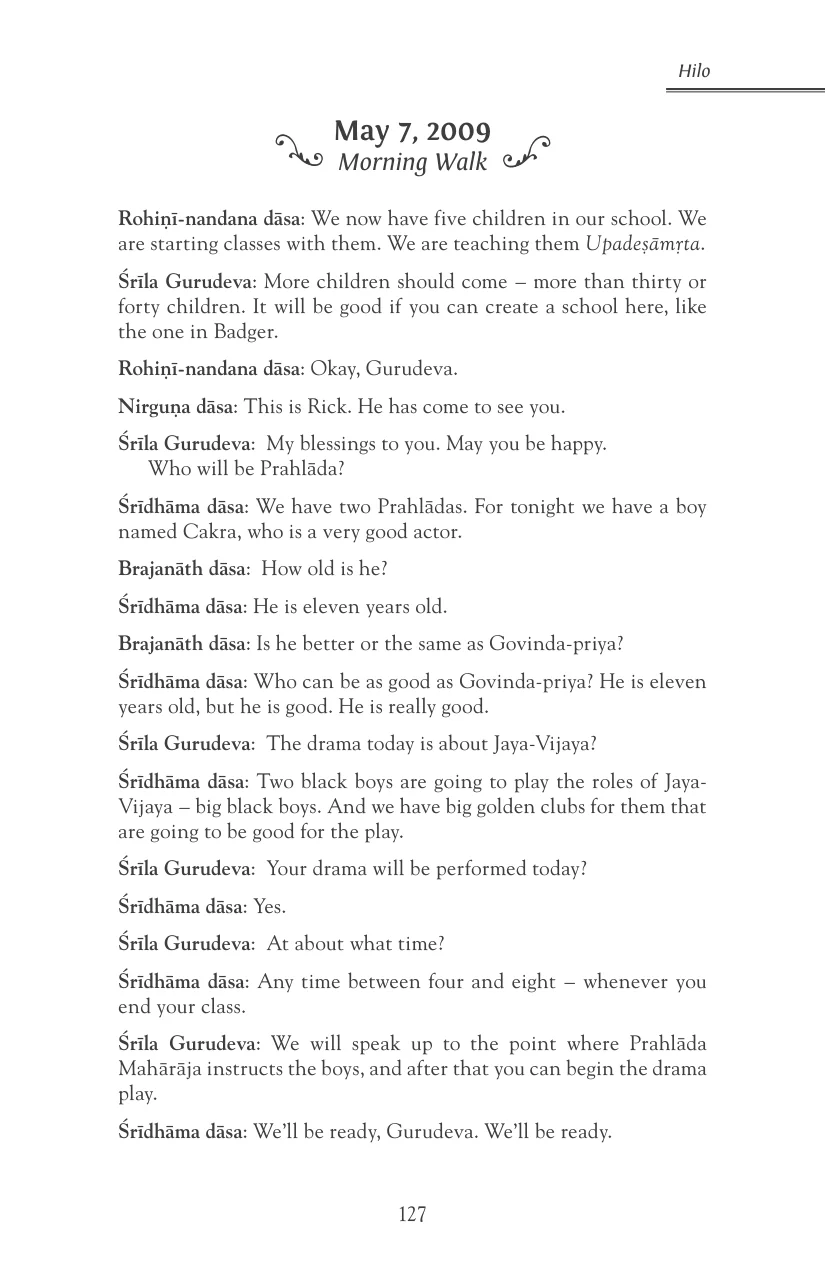 Hilo
May 7, 2009
Morning Walk
Rohiṇī-nandana dāsa: We now have five children in our school. We
are starting classes with them. We are teaching them Upadeṣāmṛta.
Śrīla Gurudeva: More children should come – more than thirty or
forty children. It will be good if you can create a school here, like
the one in Badger.
Rohiṇī-nandana dāsa: Okay, Gurudeva.
Nirguṇa dāsa: This is Rick. He has come to see you.
Śrīla Gurudeva: My blessings to you. May you be happy.
Who will be Prahlāda?
Śrīdhāma dāsa: We have two Prahlādas. For tonight we have a boy
named Cakra, who is a very good actor.
Brajanāth dāsa: How old is he?
Śrīdhāma dāsa: He is eleven years old.
Brajanāth dāsa: Is he better or the same as Govinda-priya?
Śrīdhāma dāsa: Who can be as good as Govinda-priya? He is eleven
years old, but he is good. He is really good.
Śrīla Gurudeva: The drama today is about Jaya-Vijaya?
Śrīdhāma dāsa: Two black boys are going to play the roles of Jaya-
Vijaya – big black boys. And we have big golden clubs for them that
are going to be good for the play.
Śrīla Gurudeva: Your drama will be performed today?
Śrīdhāma dāsa: Yes.
Śrīla Gurudeva: At about what time?
Śrīdhāma dāsa: Any time between four and eight – whenever you
end your class.
Śrīla Gurudeva: We will speak up to the point where Prahlāda
Mahārāja instructs the boys, and after that you can begin the drama
play.
Śrīdhāma dāsa: We'll be ready, Gurudeva. We'll be ready.
127